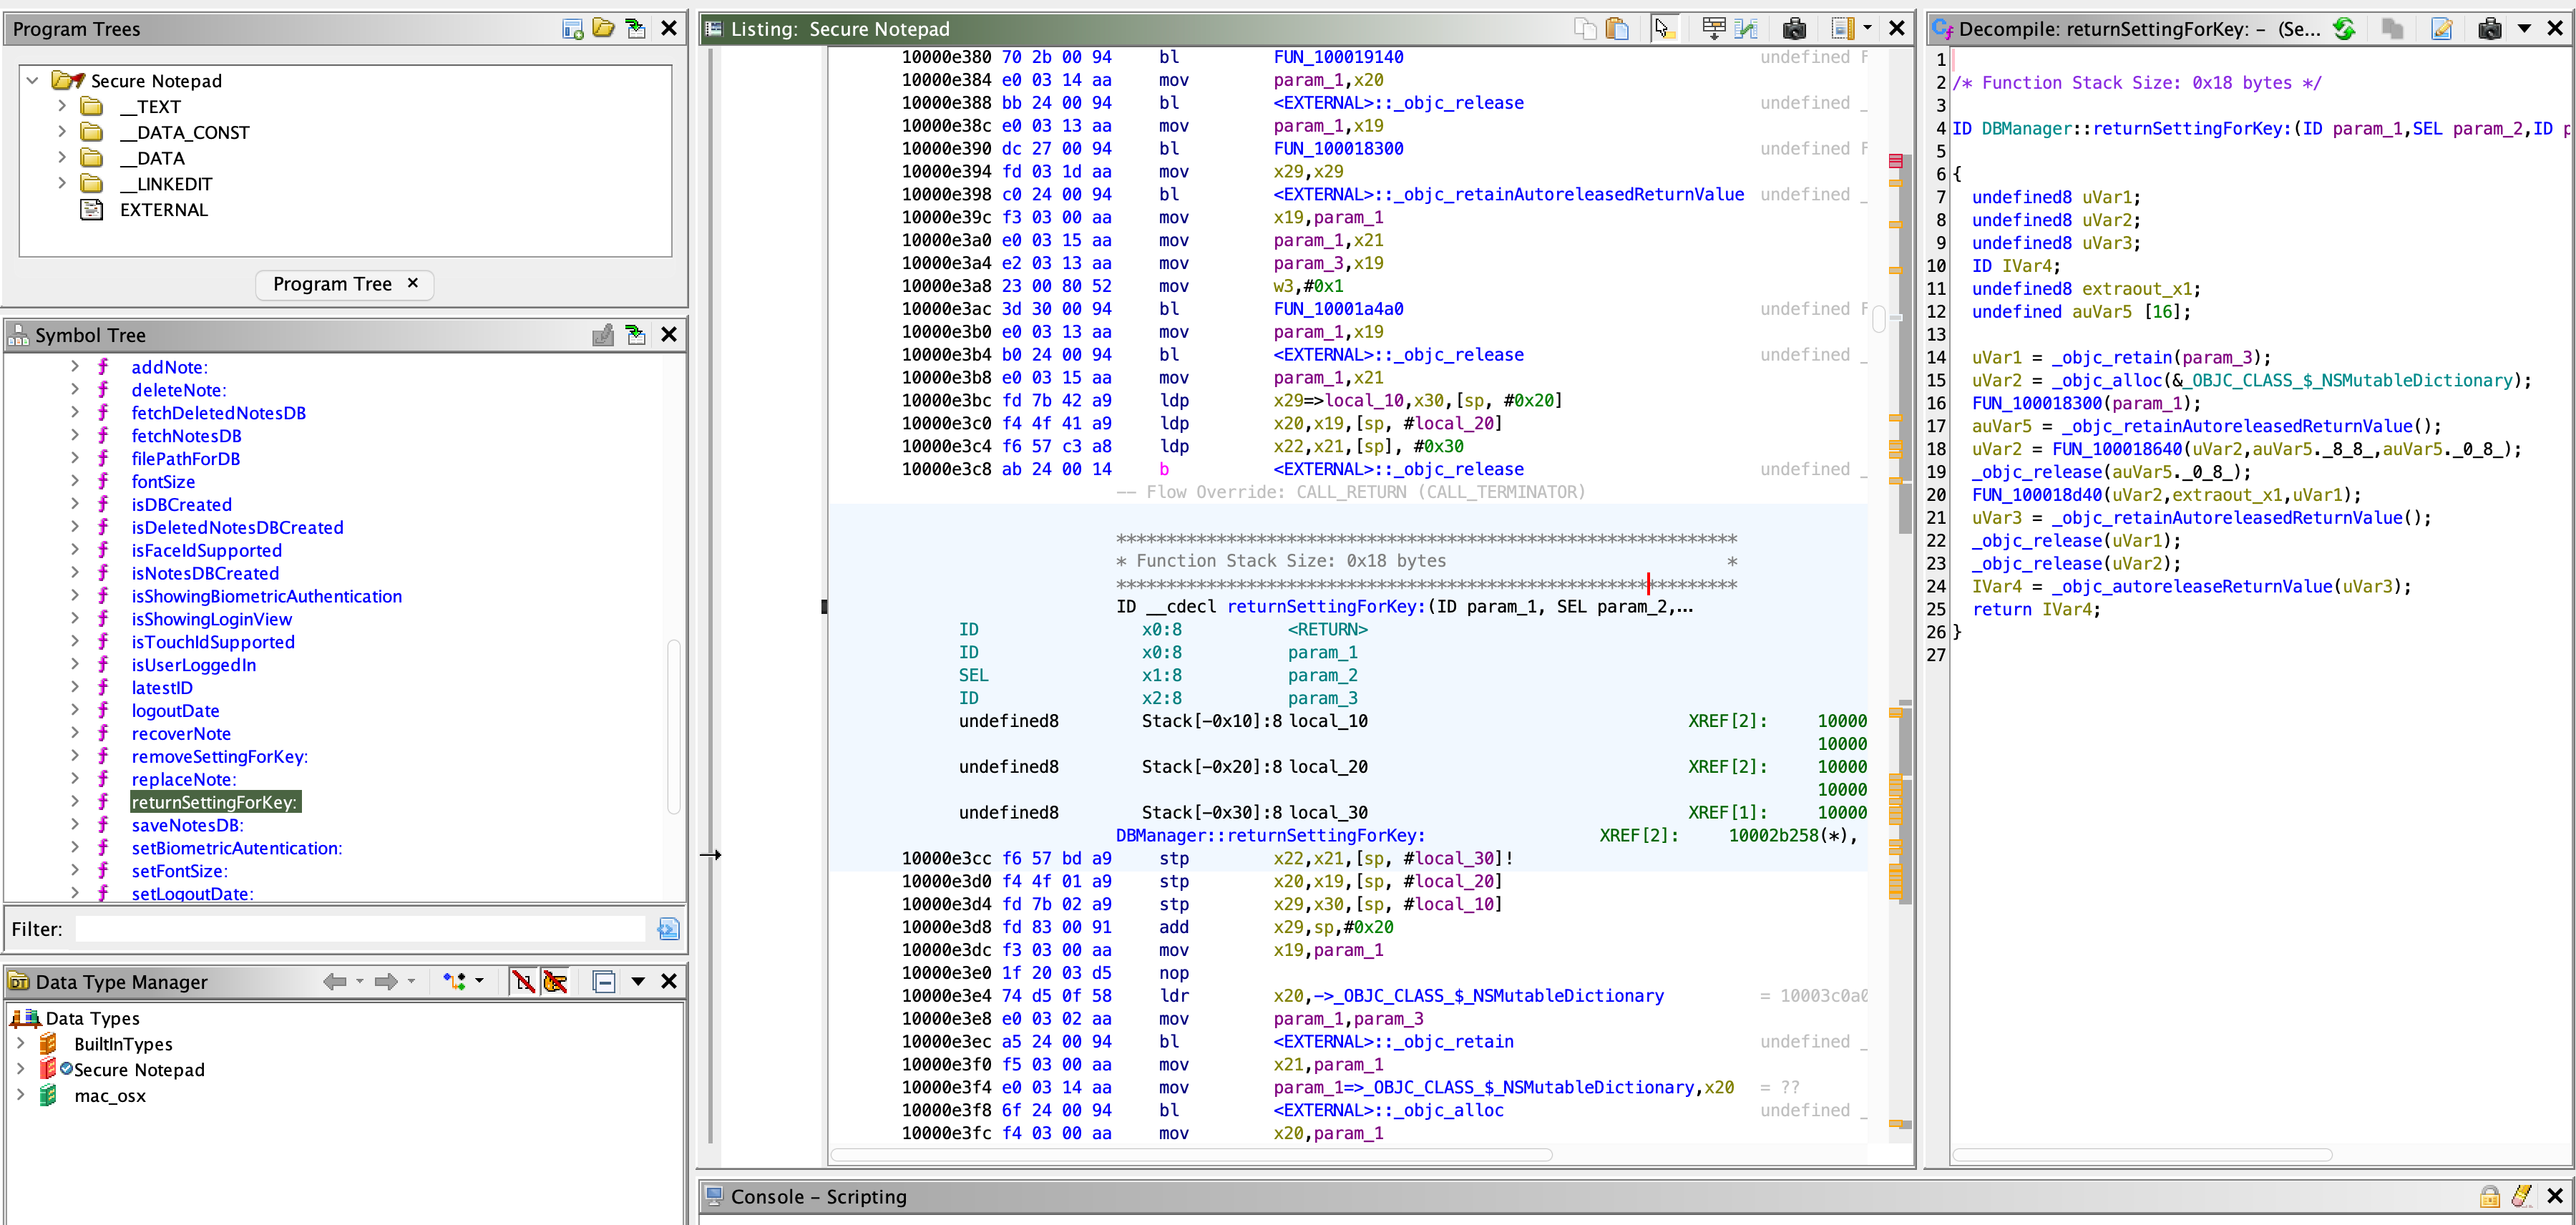 Program Trees
Secure Notepad
__TEXT
__DATA_CONST
__DATA
__LINKEDIT
EXTERNAL
Program Tree ×
Symbol Tree
f addNote:
f deleteNote:
f fetchDeletedNotesDB
f fetchNotesDB
f filePathForDB
f fontSize
f isDBCreated
f isDeletedNotesDBCreated
f isFaceIdSupported
f isNotesDBCreated
f isShowingBiometricAuthentication
f isShowingLoginView
f isTouchIdSupported
f isUserLoggedIn
f latestID
f logoutDate
f recoverNote
f removeSettingForKey:
f replaceNote:
f returnSettingForKey:
f saveNotesDB:
f setBiometricAutentication:
f setFontSize:
f setLogoutDate:
Filter:
Data Type Manager
Data Types
BuiltInTypes
Secure Notepad
mac_osx
Listing: Secure Notepad
10000e380 70 2b 00 94 bl FUN_100019140 undefined F
10000e384 e0 03 14 aa mov param_1,x20
10000e388 bb 24 00 94 bl <EXTERNAL>::_objc_release undefined _
10000e38c e0 03 13 aa mov param_1,x19
10000e390 dc 27 00 94 bl FUN_100018300 undefined F
10000e394 fd 03 1d aa mov x29,x29
10000e398 c0 24 00 94 bl <EXTERNAL>::_objc_retainAutoreleasedReturnValue undefined _
10000e39c f3 03 00 aa mov x19,param_1
10000e3a0 e0 03 15 aa mov param_1,x21
10000e3a4 e2 03 13 aa mov param_3,x19
10000e3a8 23 00 80 52 mov w3,#0x1
10000e3ac 3d 30 00 94 bl FUN_10001a4a0 undefined F
10000e3b0 e0 03 13 aa mov param_1,x19
10000e3b4 b0 24 00 94 bl <EXTERNAL>::_objc_release undefined _
10000e3b8 e0 03 15 aa mov param_1,x21
10000e3bc fd 7b 42 a9 ldp x29=>local_10,x30,[sp, #0x20]
10000e3c0 f4 4f 41 a9 ldp x20,x19,[sp, #local_20]
10000e3c4 f6 57 c3 a8 ldp x22,x21,[sp], #0x30
10000e3c8 ab 24 00 14 b <EXTERNAL>::_objc_release undefined _
-- Flow Override: CALL_RETURN (CALL_TERMINATOR)
**************************************************************
* Function Stack Size: 0x18 bytes *
**************************************************************
ID __cdecl returnSettingForKey:(ID param_1, SEL param_2,...
ID x0:8 <RETURN>
ID x0:8 param_1
SEL x1:8 param_2
ID x2:8 param_3
undefined8 Stack[-0x10]:8 local_10 XREF[2]: 10000
10000
undefined8 Stack[-0x20]:8 local_20 XREF[2]: 10000
10000
undefined8 Stack[-0x30]:8 local_30 XREF[1]: 10000
DBManager::returnSettingForKey: XREF[2]: 10002b258(*),
10000e3cc f6 57 bd a9 stp x22,x21,[sp, #local_30]!
10000e3d0 f4 4f 01 a9 stp x20,x19,[sp, #local_20]
10000e3d4 fd 7b 02 a9 stp x29,x30,[sp, #local_10]
10000e3d8 fd 83 00 91 add x29,sp,#0x20
10000e3dc f3 03 00 aa mov x19,param_1
10000e3e0 1f 20 03 d5 nop
10000e3e4 74 d5 0f 58 ldr x20,->_OBJC_CLASS_$_NSMutableDictionary = 10003c0a0
10000e3e8 e0 03 02 aa mov param_1,param_3
10000e3ec a5 24 00 94 bl <EXTERNAL>::_objc_retain undefined _
10000e3f0 f5 03 00 aa mov x21,param_1
10000e3f4 e0 03 14 aa mov param_1=>_OBJC_CLASS_$_NSMutableDictionary,x20 = ??
10000e3f8 6f 24 00 94 bl <EXTERNAL>::_objc_alloc undefined _
10000e3fc f4 03 00 aa mov x20,param_1
Console - Scripting
Decompile: returnSettingForKey: – (Se...
1
2 /* Function Stack Size: 0x18 bytes */
3
4 ID DBManager::returnSettingForKey:(ID param_1,SEL param_2,ID p
5
6 {
7 undefined8 uVar1;
8 undefined8 uVar2;
9 undefined8 uVar3;
10 ID IVar4;
11 undefined8 extraout_x1;
12 undefined auVar5 [16];
13
14 uVar1 = _objc_retain(param_3);
15 uVar2 = _objc_alloc(&_OBJC_CLASS_$_NSMutableDictionary);
16 FUN_100018300(param_1);
17 auVar5 = _objc_retainAutoreleasedReturnValue();
18 uVar2 = FUN_100018640(uVar2,auVar5._8_8_,auVar5._0_8_);
19 _objc_release(auVar5._0_8_);
20 FUN_100018d40(uVar2,extraout_x1,uVar1);
21 uVar3 = _objc_retainAutoreleasedReturnValue();
22 _objc_release(uVar1);
23 _objc_release(uVar2);
24 IVar4 = _objc_autoreleaseReturnValue(uVar3);
25 return IVar4;
26 }
27